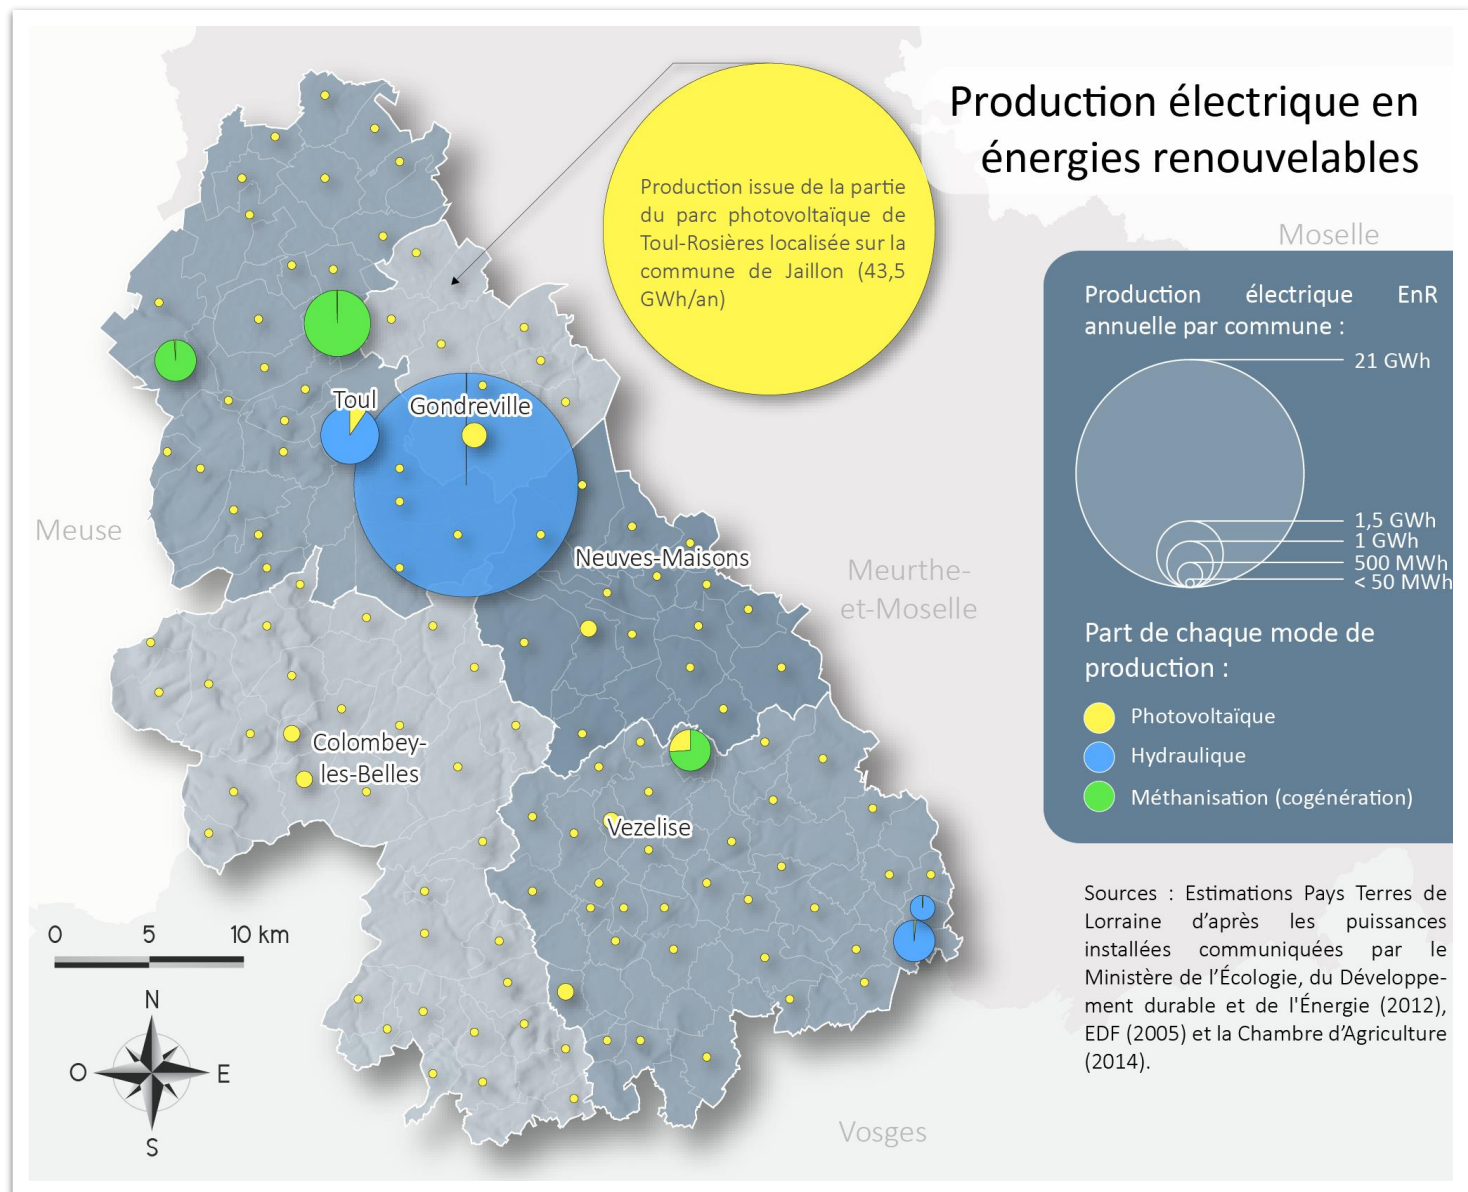 Production électrique en
énergies renouvelables
Production issue de la partie
du parc photovoltaïque de
Toul-Rosières localisée sur la
commune de Jaillon (43,5
GWh/an)
Moselle
Production électrique EnR
annuelle par commune :
21 GWh
1,5 GWh
1 GWh
500 MWh
< 50 MWh
Part de chaque mode de
production :
Photovoltaïque
Hydraulique
Méthanisation (cogénération)
Toul
Gondreville
Meuse
Neuves-Maisons
Meurthe-
et-Moselle
Colombey-
les-Belles
Vezelise
Sources : Estimations Pays Terres de
Lorraine d’après les puissances
installées communiquées par le
Ministère de l’Écologie, du Développe-
ment durable et de l'Énergie (2012),
EDF (2005) et la Chambre d’Agriculture
(2014).
0 5 10 km
N
O E
S
Vosges